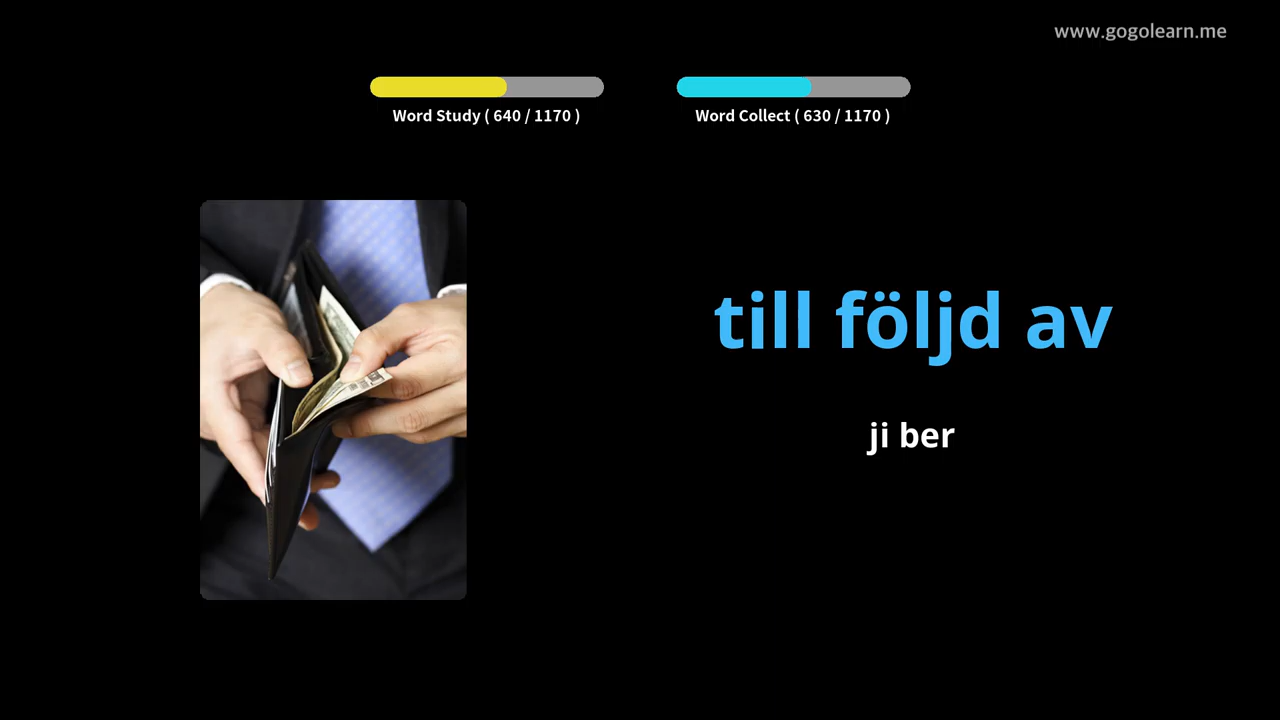 www.gogolearn.me
Word Study ( 640 / 1170 )
Word Collect ( 630 / 1170 )
till följd av
ji ber